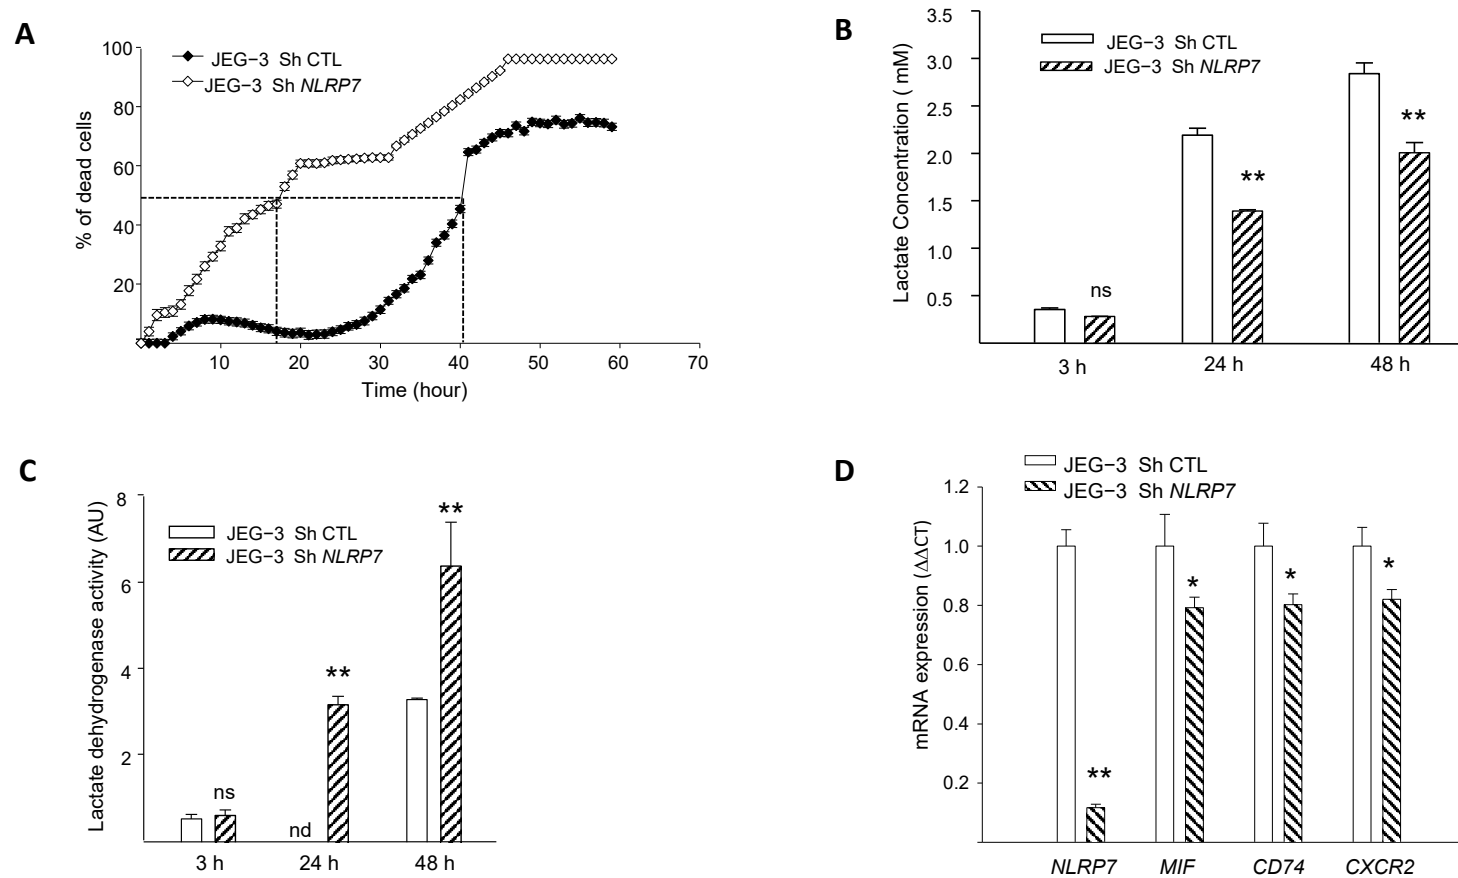 A
JEG−3 Sh CTL
JEG−3 Sh NLRP7
% of dead cells
100
80
60
40
20
10 20 30 40 50 60 70
Time (hour)
B
JEG−3 Sh CTL
JEG−3 Sh NLRP7
Lactate Concentration ( mM)
3.5
3.0
2.5
2.0
1.5
1.0
0.5
ns
**
**
3 h 24 h 48 h
C
JEG−3 Sh CTL
JEG−3 Sh NLRP7
Lactate dehydrogenase activity (AU)
8
6
4
2
ns
nd
**
**
3 h 24 h 48 h
D
JEG−3 Sh CTL
JEG−3 Sh NLRP7
mRNA expression (ΔΔCT)
1.2
1.0
0.8
0.6
0.4
0.2
**
*
*
*
NLRP7 MIF CD74 CXCR2